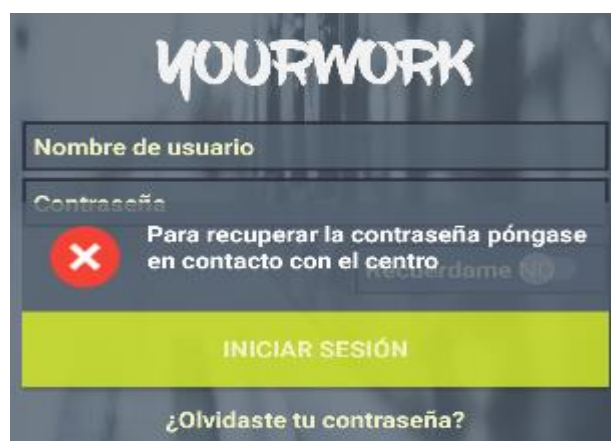 YOURWORK
Nombre de usuario
Contraseña
Para recuperar la contraseña póngase
en contacto con el centro
Recuérdame NO
INICIAR SESIÓN
¿Olvidaste tu contraseña?